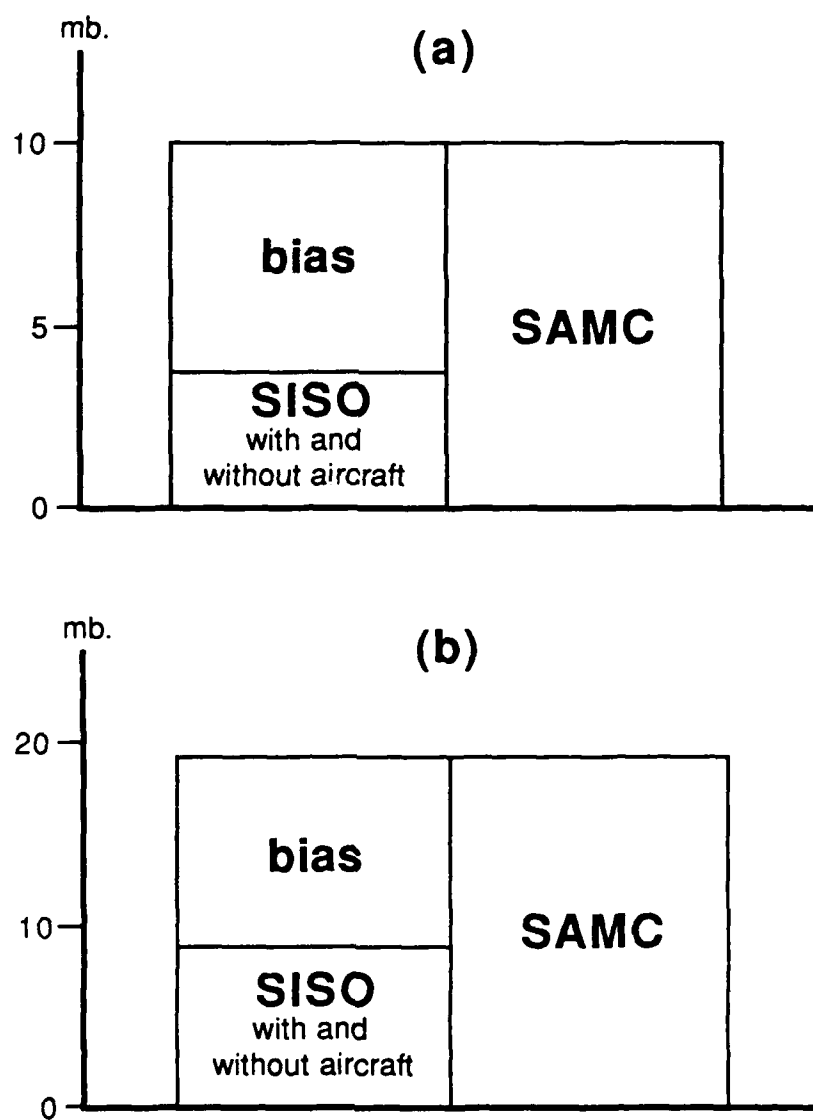 mb.
(a)
10
bias
5
SAMC
SISO
with and
without aircraft
0
mb.
(b)
20
bias
10
SAMC
SISO
with and
without aircraft
0